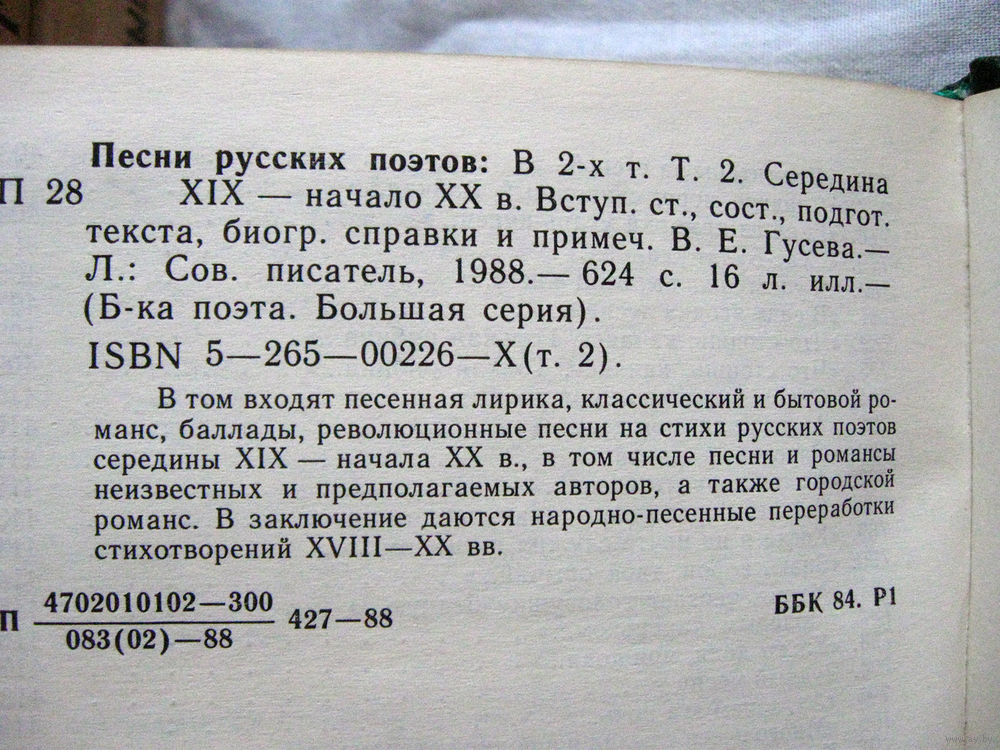 Песни русских поэтов: В 2-х т. Т. 2. Середина
П 28 XIX — начало XX в. Вступ. ст., сост., подгот.
текста, биогр. справки и примеч. В. Е. Гусева.—
Л.: Сов. писатель, 1988.— 624 с. 16 л. илл.—
(Б-ка поэта. Большая серия).
ISBN 5—265—00226—X (т. 2).
В том входят песенная лирика, классический и бытовой ро-
манс, баллады, революционные песни на стихи русских поэтов
середины XIX — начала XX в., в том числе песни и романсы
неизвестных и предполагаемых авторов, а также городской
романс. В заключение даются народно-песенные переработки
стихотворений XVIII—XX вв.
П 4702010102—300
083(02)—88
427—88
ББК 84. Р1